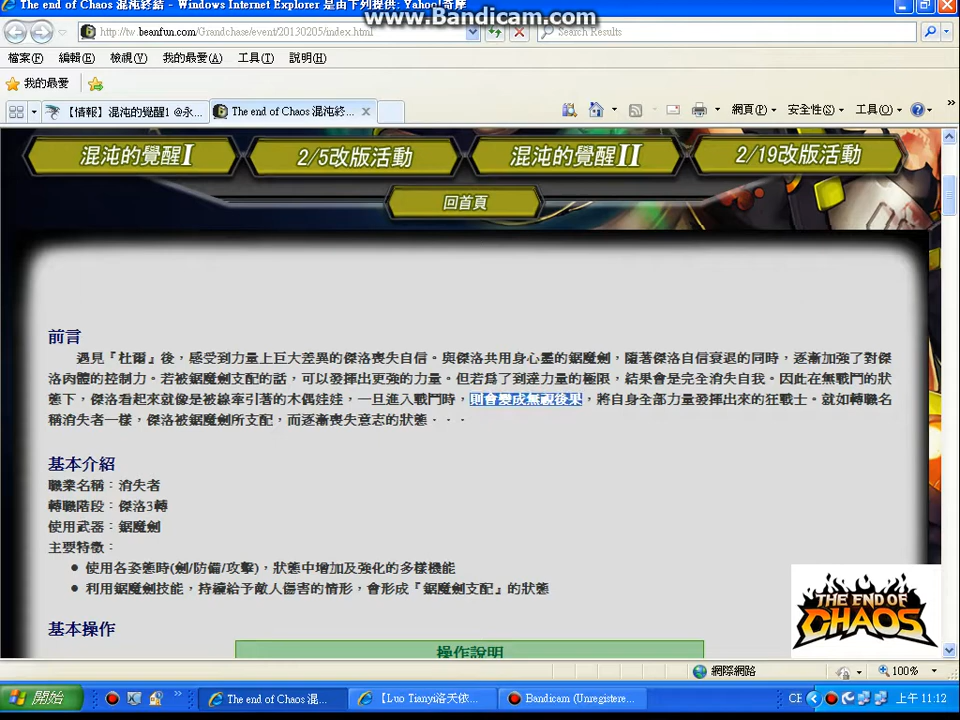 The end of Chaos 混沌終結 - Windows Internet Explorer 是由下列提供: Yahoo!奇摩
www.Bandicam.com
http://tw.beanfun.com/Grandchase/event/20130205/index.html
Search Results
檔案(F) 編輯(E) 檢視(V) 我的最愛(A) 工具(T) 說明(H)
我的最愛
【情報】混沌的覺醒1 @永...
The end of Chaos 混沌終...
網頁(P) 安全性(S) 工具(O)
混沌的覺醒I
2/5改版活動
混沌的覺醒II
2/19改版活動
回首頁
前言
遇見『杜爾』後，感受到力量上巨大差異的傑洛喪失自信。與傑洛共用身心靈的鋸魔劍，隨著傑洛自信衰退的同時，逐漸加強了對傑
洛肉體的控制力。若被鋸魔劍支配的話，可以發揮出更強的力量。但若為了到達力量的極限，結果會是完全消失自我。因此在無戰鬥的狀
態下，傑洛看起來就像是被線牽引著的木偶娃娃，一旦進入戰鬥時，則會變成無視後果，將自身全部力量發揮出來的狂戰士。就如轉職名
稱消失者一樣，傑洛被鋸魔劍所支配，而逐漸喪失意志的狀態．．．
基本介紹
職業名稱：消失者
轉職階段：傑洛3轉
使用武器：鋸魔劍
主要特徵：
● 使用各姿態時(劍/防備/攻擊)，狀態中增加及強化的多樣機能
● 利用鋸魔劍技能，持續給予敵人傷害的情形，會形成『鋸魔劍支配』的狀態
THE END OF
CHAOS
基本操作
操作說明
網際網路
100%
開始
The end of Chaos 混...
【Luo Tianyi洛天依...
Bandicam (Unregistere...
CE
上午 11:12